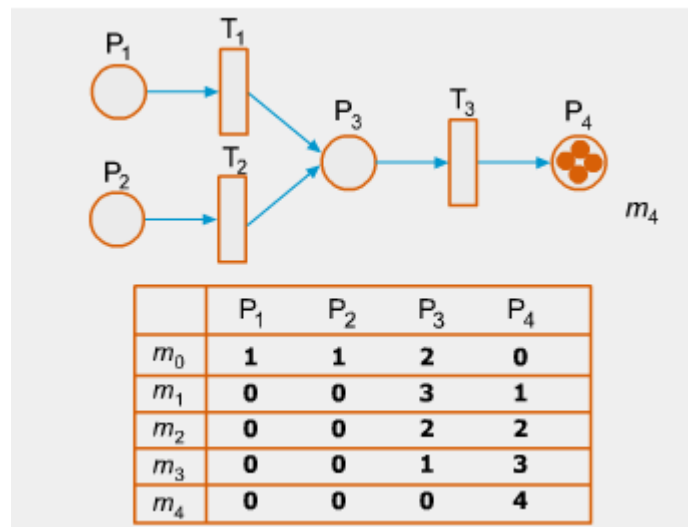 P₁ T₁
P₃ T₃ P₄
P₂ T₂
m₄
P₁ P₂ P₃ P₄
m₀ 1 1 2 0
m₁ 0 0 3 1
m₂ 0 0 2 2
m₃ 0 0 1 3
m₄ 0 0 0 4